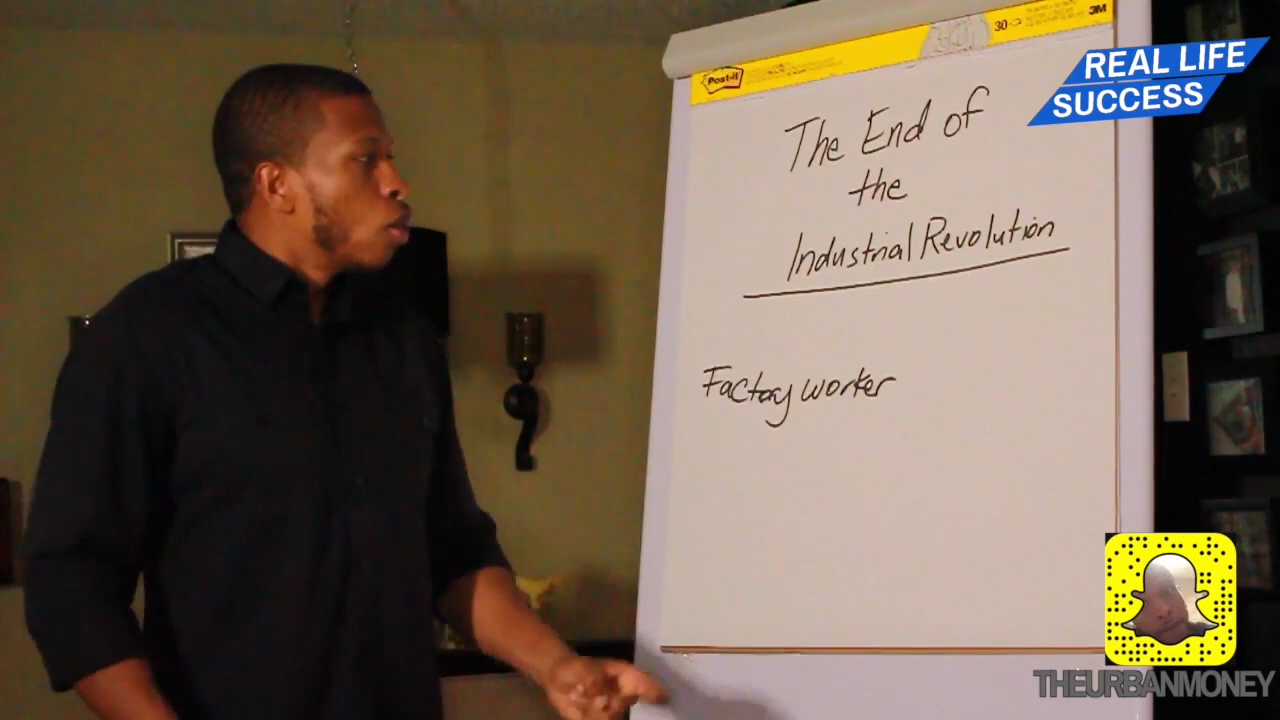 Post-it
30
3M
REAL LIFE
SUCCESS
The End of
the
Industrial Revolution
Factory worker
THEURBANMONEY